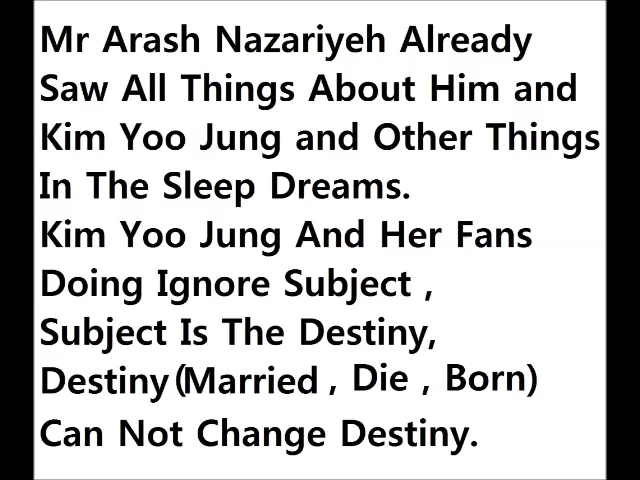 Mr Arash Nazariyeh Already
Saw All Things About Him and
Kim Yoo Jung and Other Things
In The Sleep Dreams.
Kim Yoo Jung And Her Fans
Doing Ignore Subject ,
Subject Is The Destiny,
Destiny(Married , Die , Born)
Can Not Change Destiny.